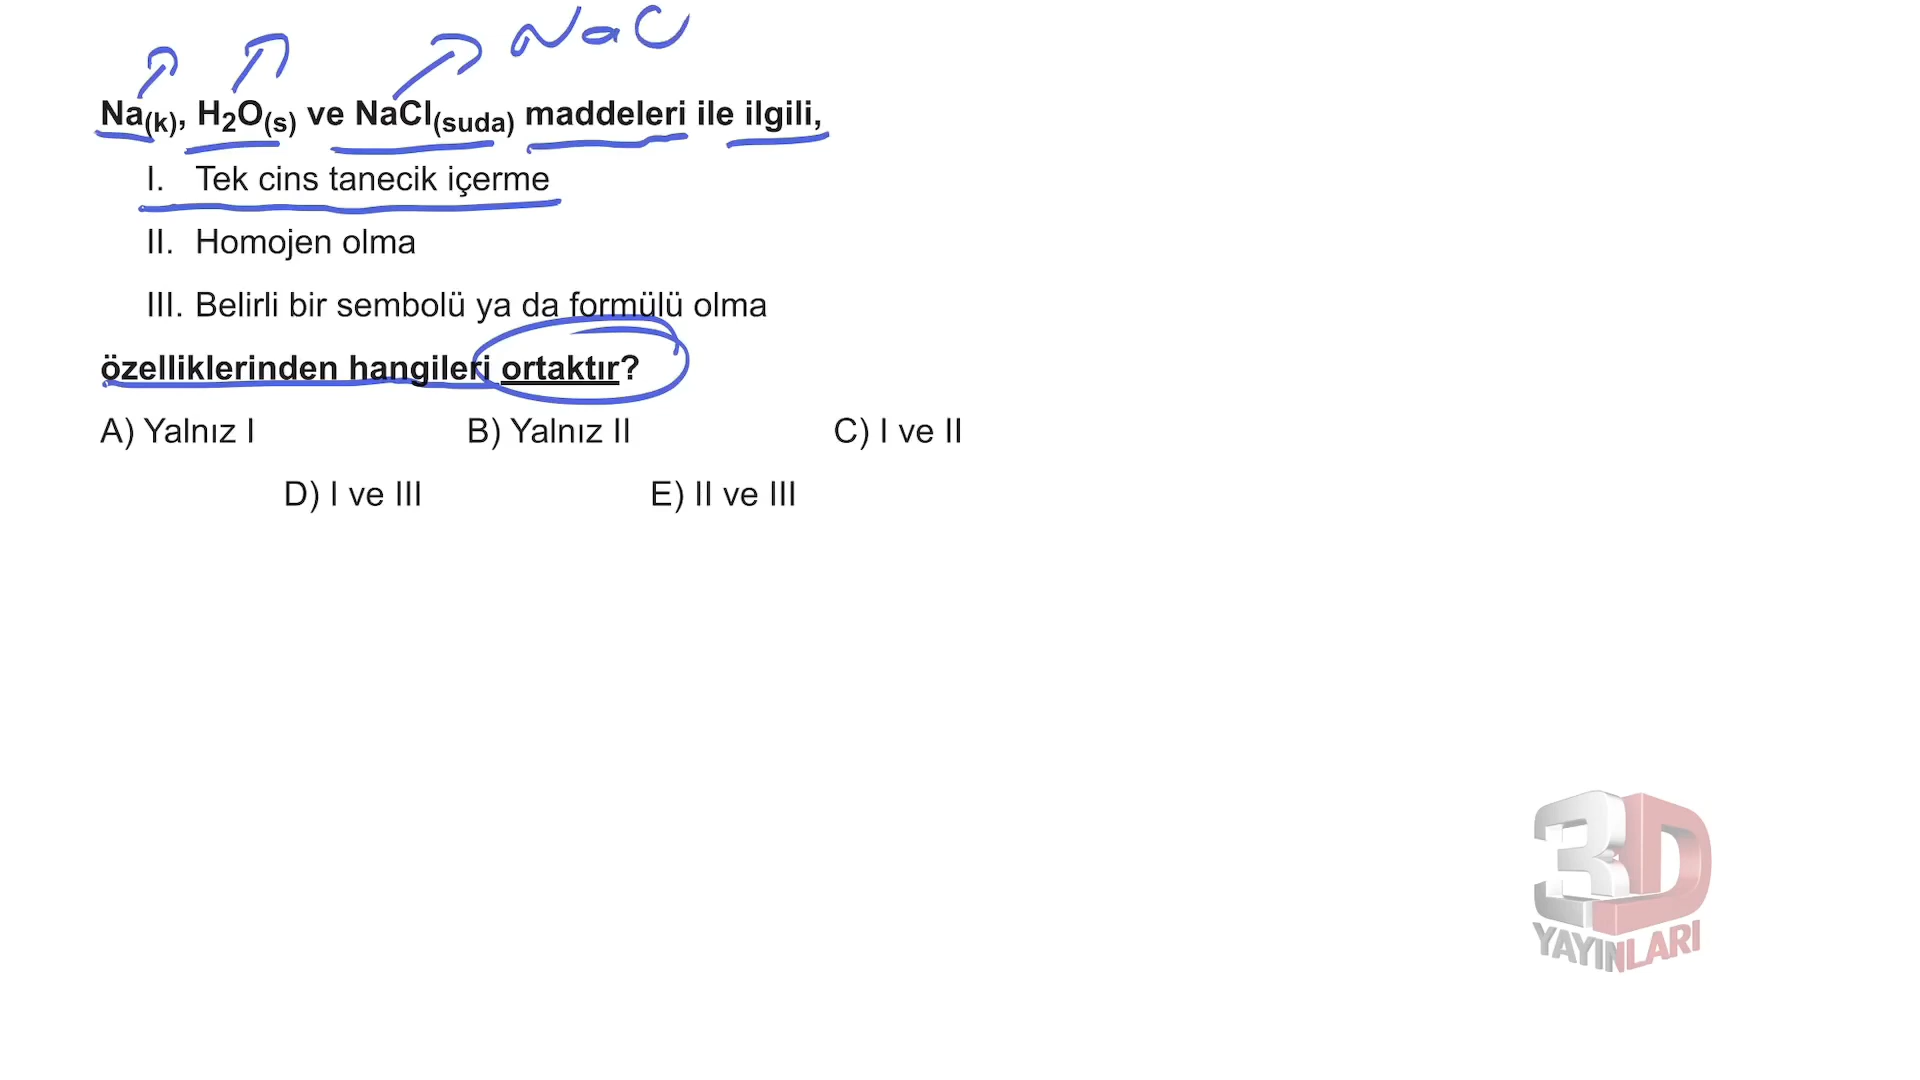 NaC
Na(k), H₂O(s) ve NaCl(suda) maddeleri ile ilgili,
I. Tek cins tanecik içerme
II. Homojen olma
III. Belirli bir sembolü ya da formülü olma
özelliklerinden hangileri ortaktır?
A) Yalnız I B) Yalnız II C) I ve II
D) I ve III E) II ve III
3D
YAYINLARI